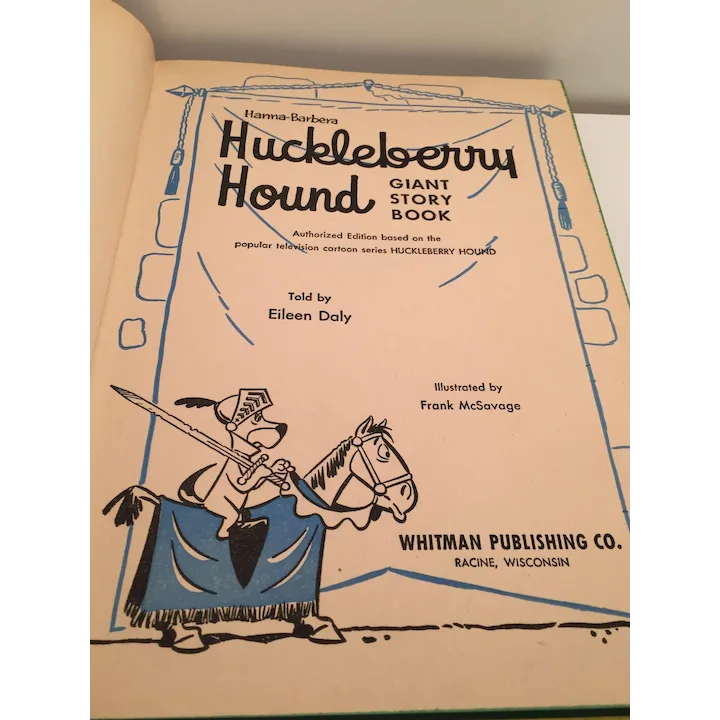 Hanna-Barbera
Huckleberry
Hound
GIANT
STORY
BOOK
Authorized Edition based on the
popular television cartoon series HUCKLEBERRY HOUND
Told by
Eileen Daly
Illustrated by
Frank McSavage
WHITMAN PUBLISHING CO.
RACINE, WISCONSIN